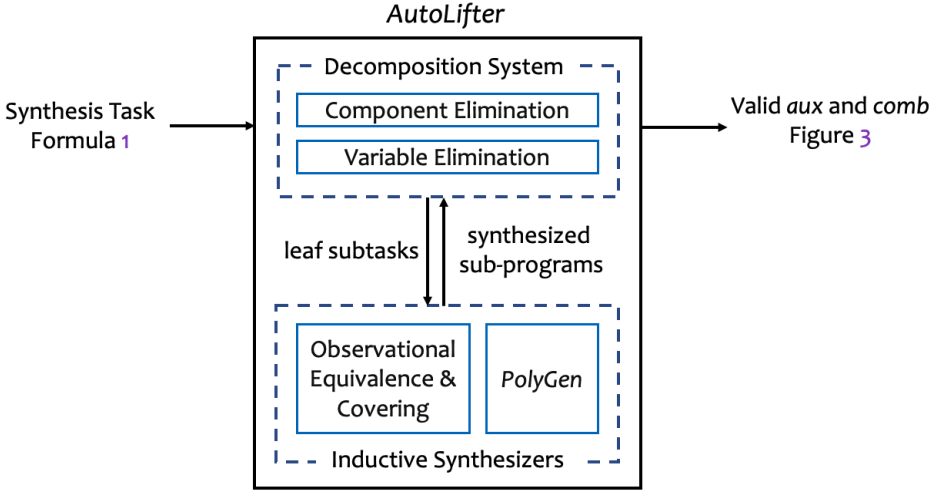 AutoLifter
Decomposition System
Component Elimination
Variable Elimination
Synthesis Task
Formula 1
Valid aux and comb
Figure 3
leaf subtasks
synthesized
sub-programs
Observational
Equivalence &
Covering
PolyGen
Inductive Synthesizers